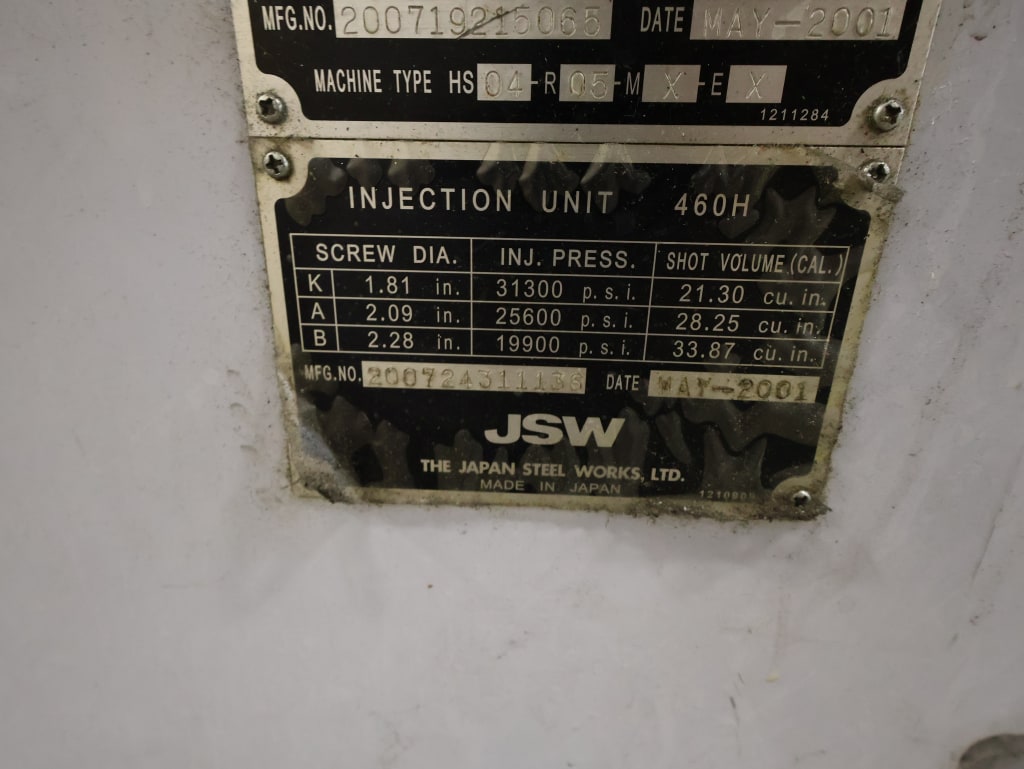 MFG.NO. 200719215065 DATE MAY-2001
MACHINE TYPE HS 04-R 05-M X-E X
1211284
INJECTION UNIT 460H
SCREW DIA. INJ. PRESS. SHOT VOLUME (CAL.)
K 1.81 in. 31300 p.s.i. 21.30 cu. in.
A 2.09 in. 25600 p.s.i. 28.25 cu. in.
B 2.28 in. 19900 p.s.i. 33.87 cu. in.
MFG.NO. DATE MAY-2001
JSW
THE JAPAN STEEL WORKS, LTD.
MADE IN JAPAN